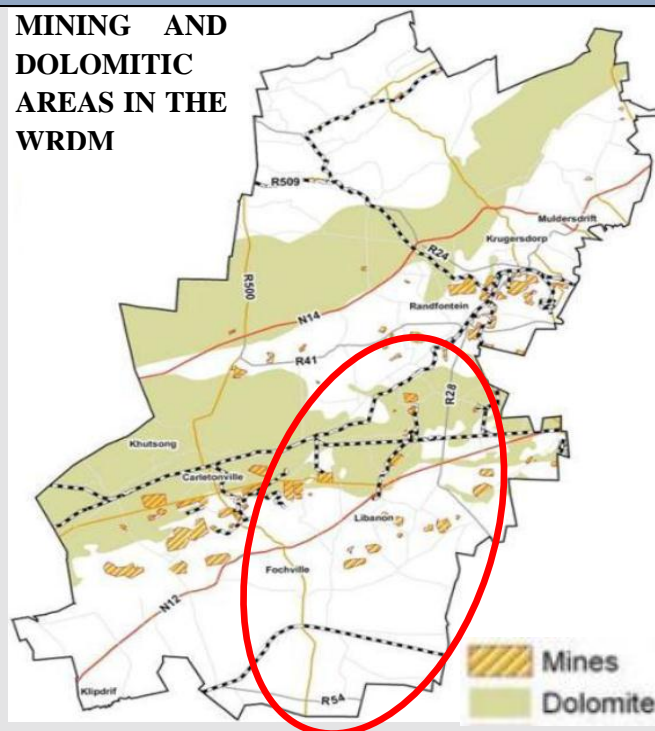 MINING AND
DOLOMITIC
AREAS IN THE
WRDM
R509
Muldersdrift
Krugersdorp
R24
R500
Randfontein
N14
R41
R28
Khutsong
Carletonville
Libanon
Fochville
N12
Klipdrif
R54
Mines
Dolomite